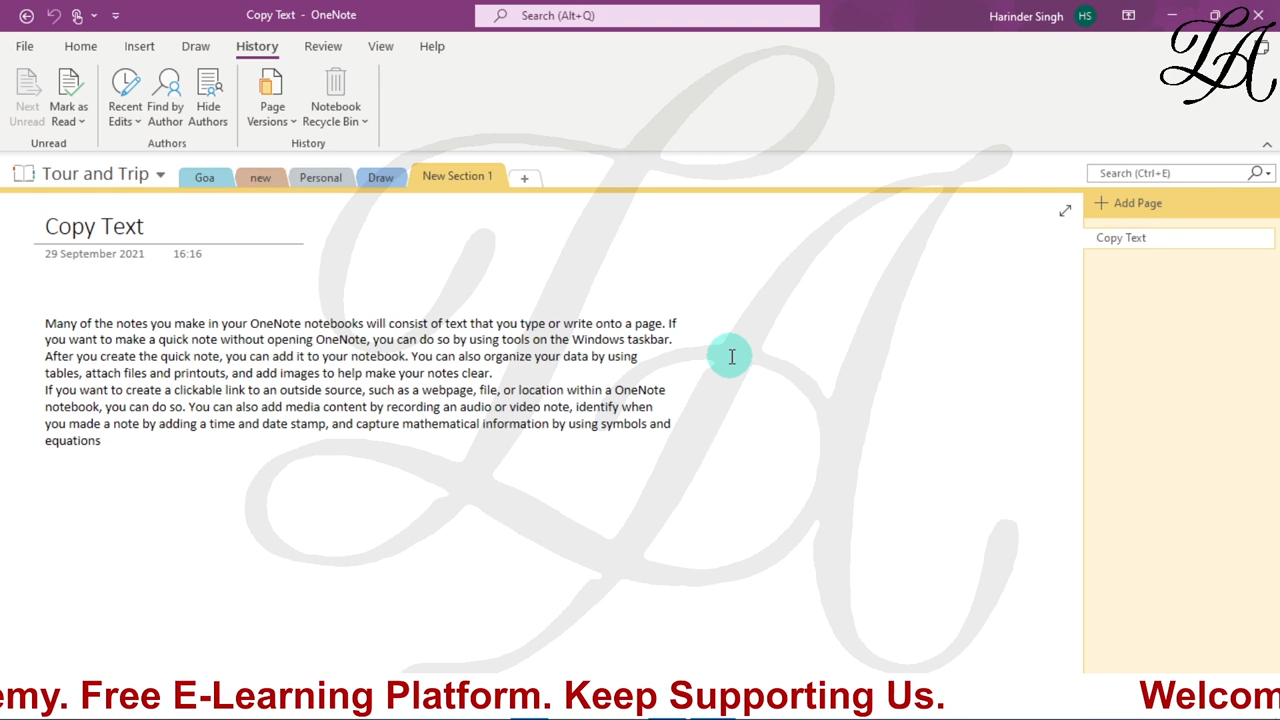 Copy Text - OneNote
Search (Alt+Q)
Harinder Singh
HS
File
Home
Insert
Draw
History
Review
View
Help
Next Unread
Mark as Read
Recent Edits
Find by Author
Hide Authors
Page Versions
Notebook Recycle Bin
Unread
Authors
History
Tour and Trip
Goa
new
Personal
Draw
New Section 1
Search (Ctrl+E)
Add Page
Copy Text
Copy Text
29 September 2021
16:16
Many of the notes you make in your OneNote notebooks will consist of text that you type or write onto a page. If
you want to make a quick note without opening OneNote, you can do so by using tools on the Windows taskbar.
After you create the quick note, you can add it to your notebook. You can also organize your data by using
tables, attach files and printouts, and add images to help make your notes clear.
If you want to create a clickable link to an outside source, such as a webpage, file, or location within a OneNote
notebook, you can do so. You can also add media content by recording an audio or video note, identify when
you made a note by adding a time and date stamp, and capture mathematical information by using symbols and
equations
LA
LA
emy. Free E-Learning Platform. Keep Supporting Us. Welcom